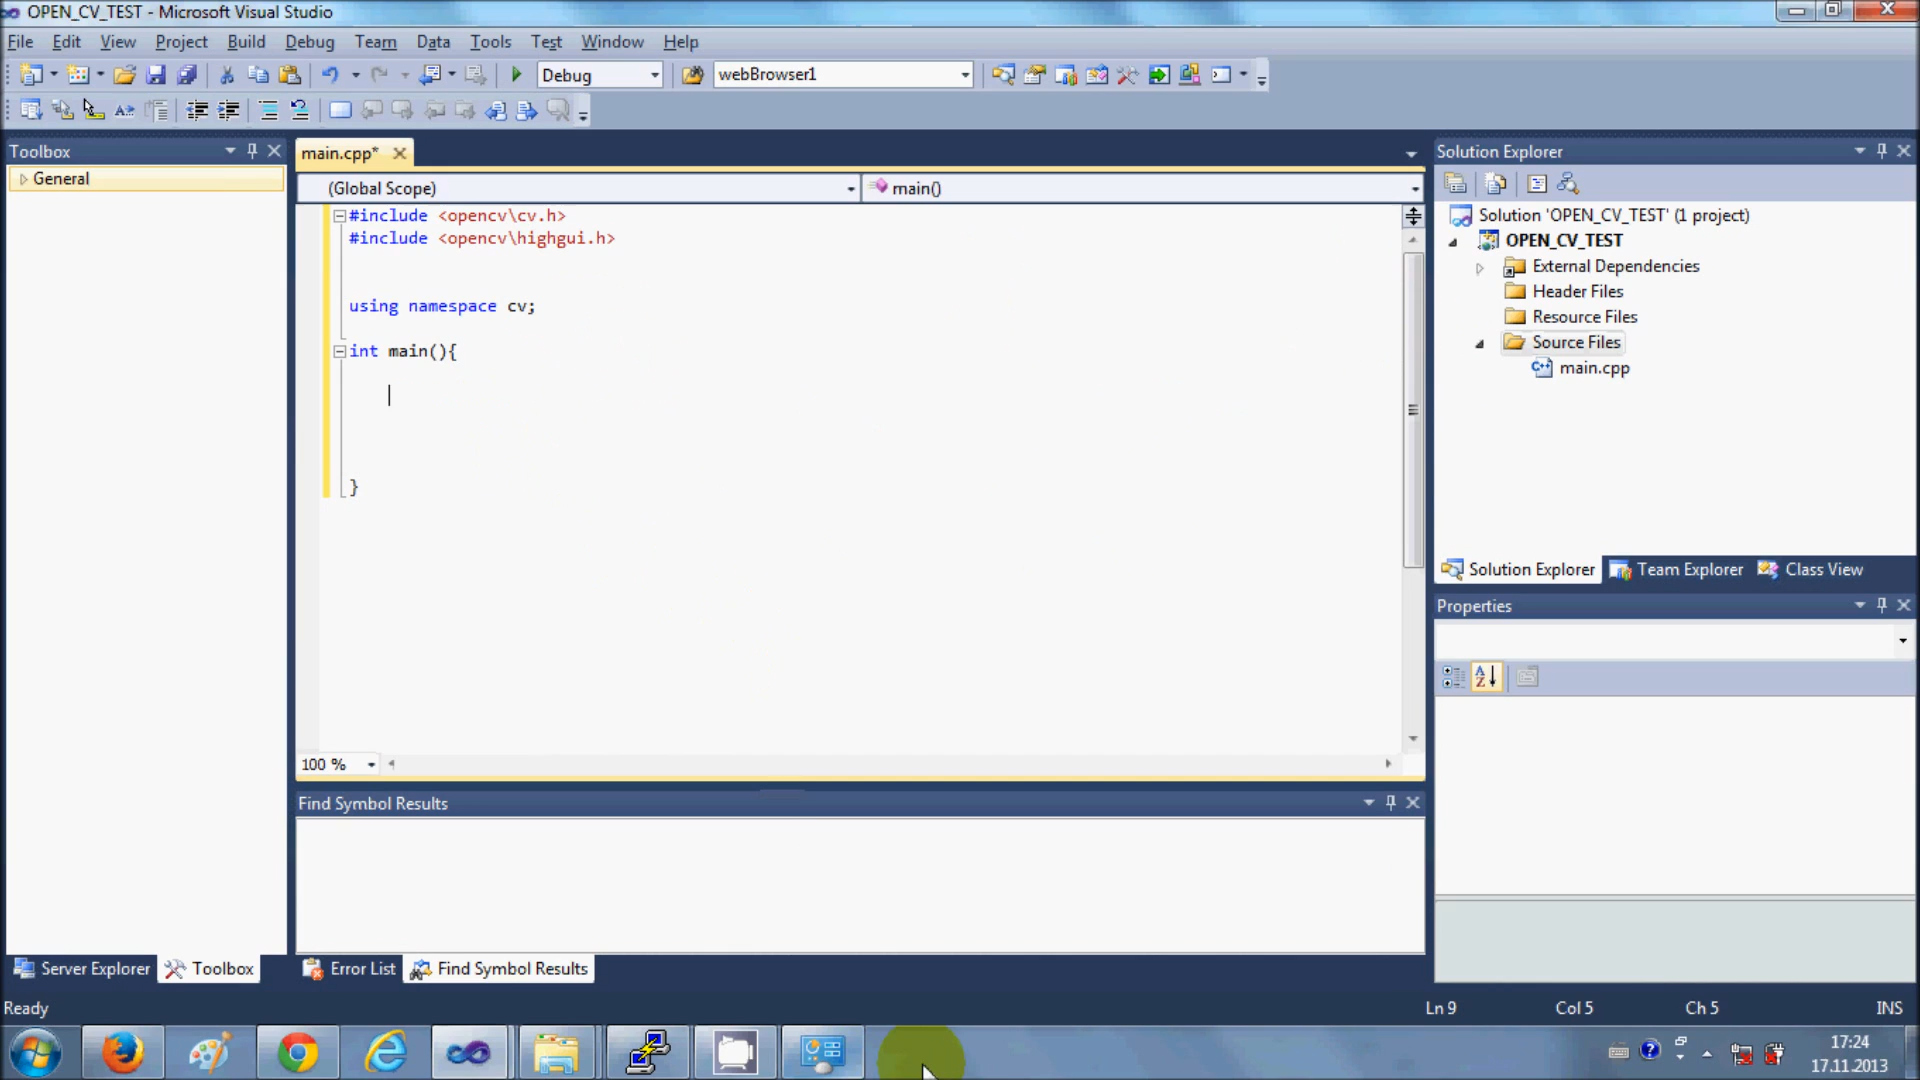 OPEN_CV_TEST - Microsoft Visual Studio
File Edit View Project Build Debug Team Data Tools Test Window Help
Debug webBrowser1
Toolbox
General
main.cpp*
(Global Scope) main()
#include <opencv\cv.h>
#include <opencv\highgui.h>
using namespace cv;
int main(){
}
100 %
Find Symbol Results
Server Explorer Toolbox
Error List Find Symbol Results
Solution Explorer
Solution 'OPEN_CV_TEST' (1 project)
OPEN_CV_TEST
External Dependencies
Header Files
Resource Files
Source Files
main.cpp
Solution Explorer Team Explorer Class View
Properties
Ready Ln 9 Col 5 Ch 5 INS
17:24
17.11.2013